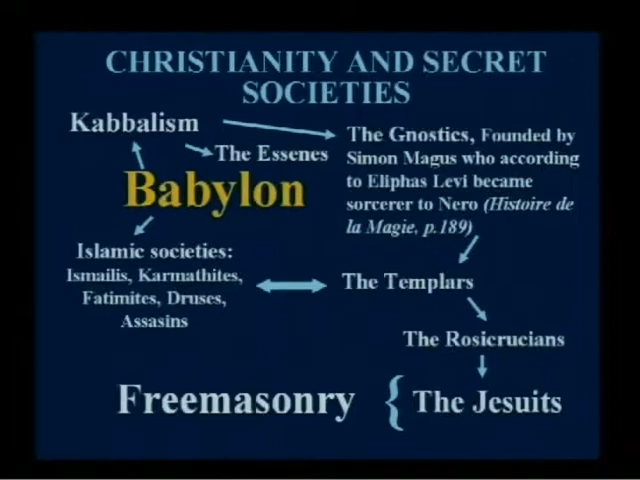 CHRISTIANITY AND SECRET
SOCIETIES
Kabbalism
The Essenes
Babylon
The Gnostics, Founded by
Simon Magus who according
to Eliphas Levi became
sorcerer to Nero (Histoire de
la Magie, p.189)
Islamic societies:
Ismailis, Karmathites,
Fatimites, Druses,
Assasins
The Templars
The Rosicrucians
Freemasonry { The Jesuits